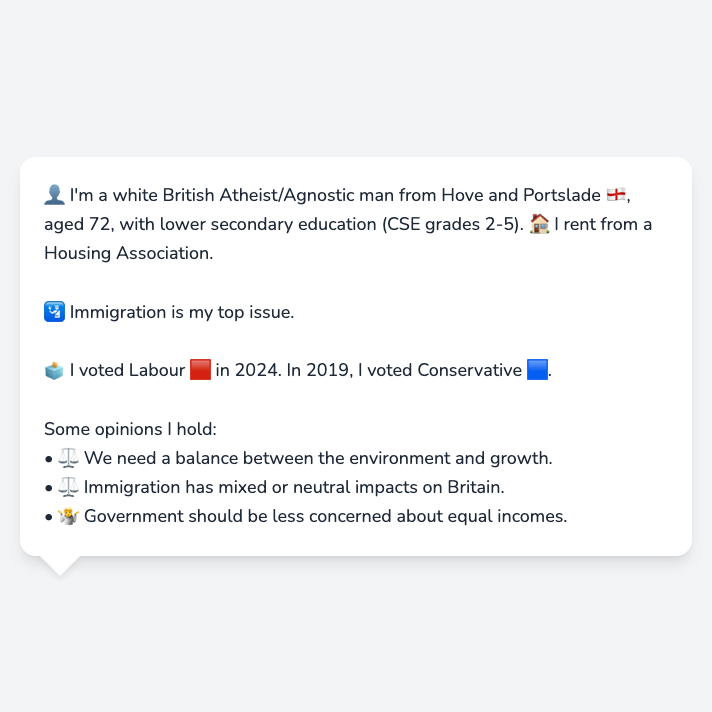 👤 I'm a white British Atheist/Agnostic man from Hove and Portslade 🏴󠁧󠁢󠁥󠁮󠁧󠁿,
aged 72, with lower secondary education (CSE grades 2-5). 🏠 I rent from a
Housing Association.
🛂 Immigration is my top issue.
🗳️ I voted Labour 🟥 in 2024. In 2019, I voted Conservative 🟦.
Some opinions I hold:
• ⚖️ We need a balance between the environment and growth.
• ⚖️ Immigration has mixed or neutral impacts on Britain.
• 🤷 Government should be less concerned about equal incomes.